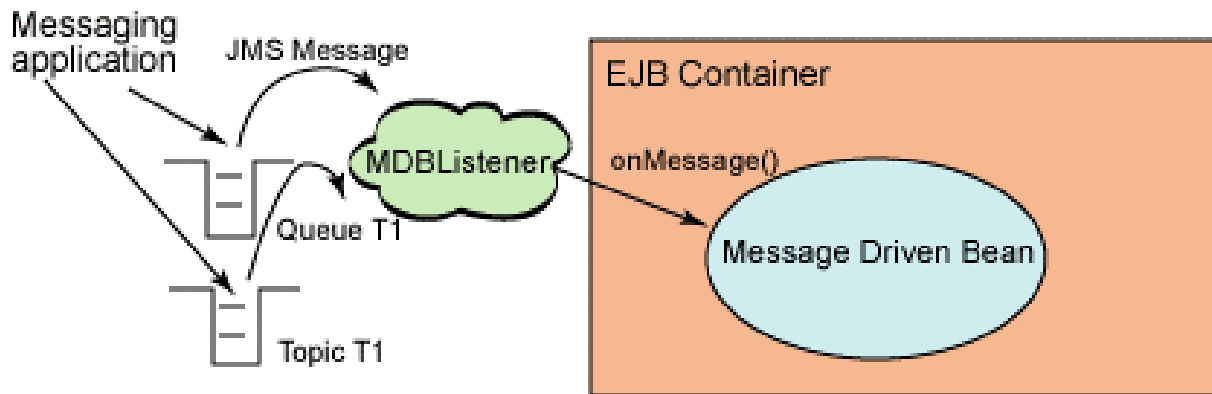 Messaging
application
JMS Message
EJB Container
MDBListener
onMessage()
Queue T1
Message Driven Bean
Topic T1